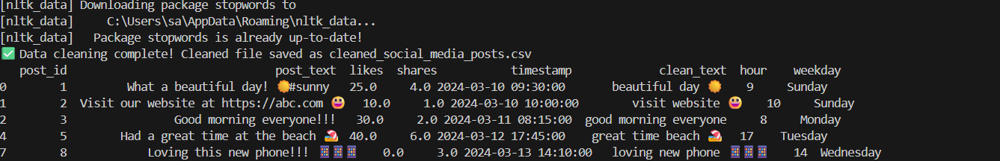 [nltk_data] Downloading package stopwords to
[nltk_data]     C:\Users\sa\AppData\Roaming\nltk_data...
[nltk_data]   Package stopwords is already up-to-date!
✅ Data cleaning complete! Cleaned file saved as cleaned_social_media_posts.csv
   post_id                            post_text  likes  shares           timestamp            clean_text  hour    weekday
0        1        What a beautiful day! 🌞#sunny   25.0     4.0 2024-03-10 09:30:00       beautiful day 🌞    9     Sunday
1        2  Visit our website at https://abc.com 😀   10.0     1.0 2024-03-10 10:00:00        visit website 😀    10     Sunday
2        3               Good morning everyone!!!   30.0     2.0 2024-03-11 08:15:00  good morning everyone     8     Monday
4        5       Had a great time at the beach 🏖️  40.0     6.0 2024-03-12 17:45:00    great time beach 🏖️   17    Tuesday
7        8           Loving this new phone!!! 📱📱📱    0.0     3.0 2024-03-13 14:10:00   loving new phone 📱📱📱   14  Wednesday